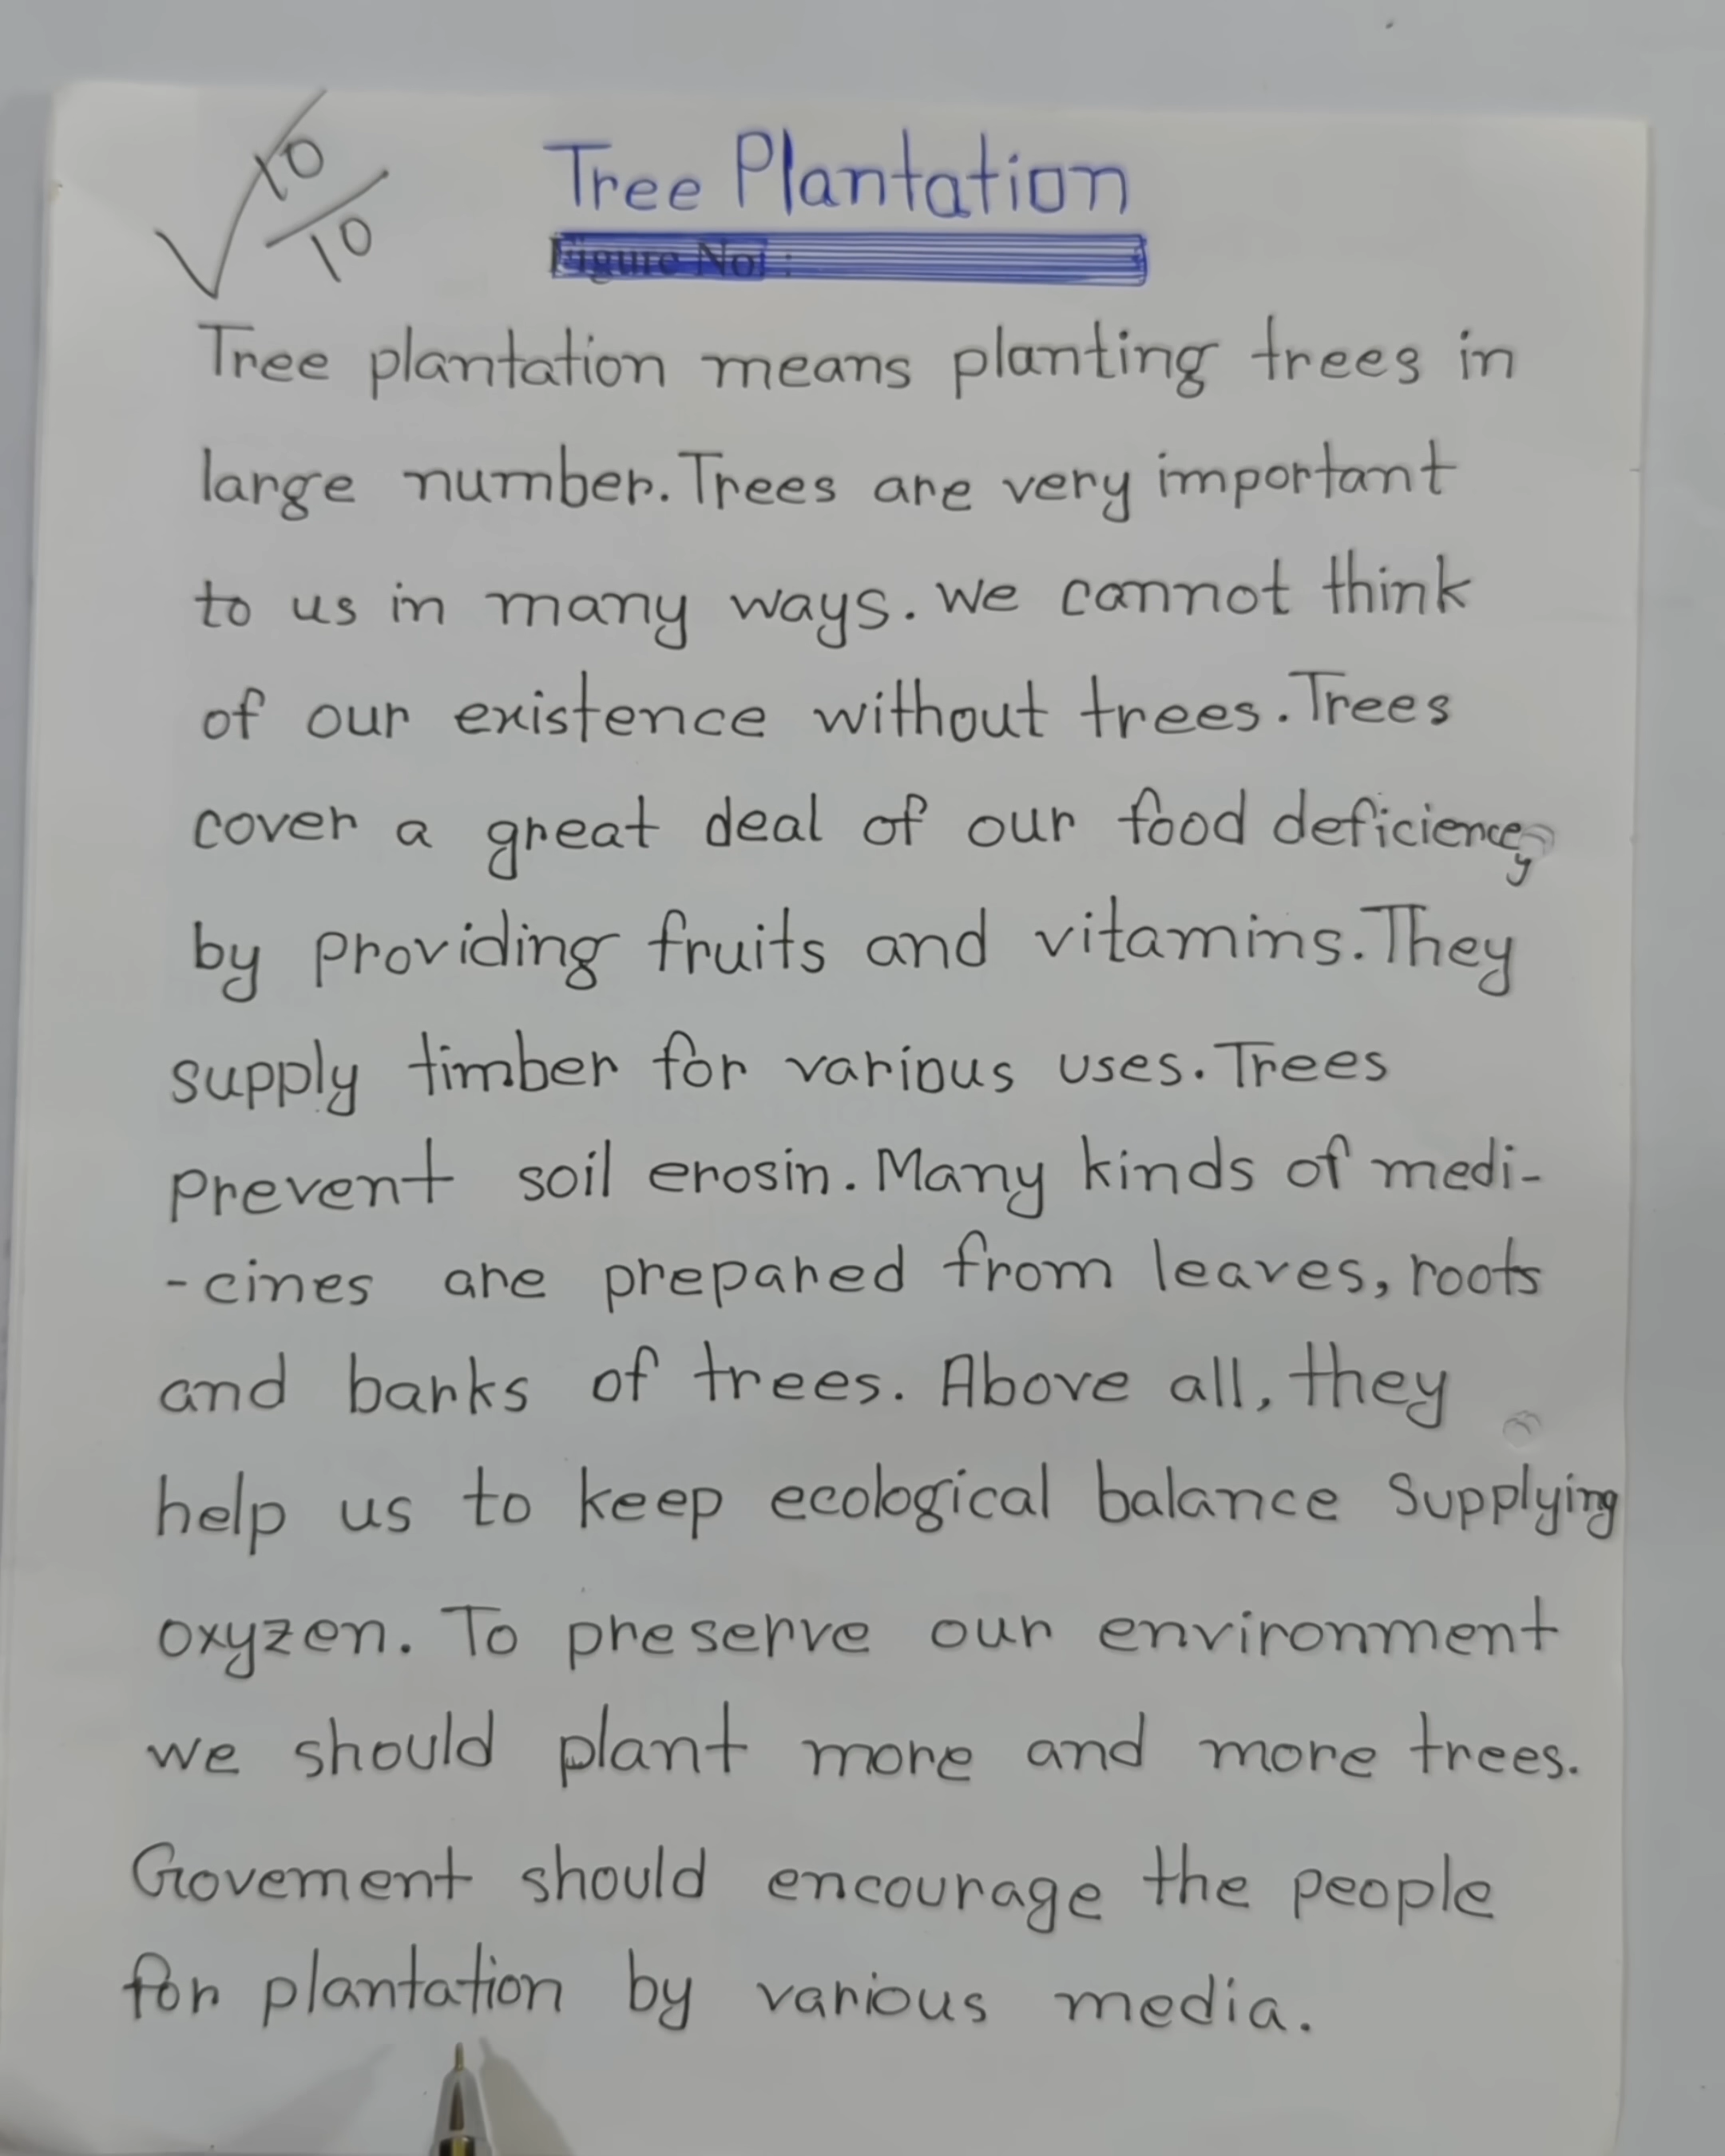 10
10
Tree Plantation
Figure No :
Tree plantation means planting trees in
large number. Trees are very important
to us in many ways. We cannot think
of our existence without trees. Trees
cover a great deal of our food deficiency
by providing fruits and vitamins. They
supply timber for various uses. Trees
prevent soil erosin. Many kinds of medi-
-cines are prepared from leaves, roots
and barks of trees. Above all, they
help us to keep ecological balance supplying
oxyzen. To preserve our environment
we should plant more and more trees.
Govement should encourage the people
for plantation by various media.